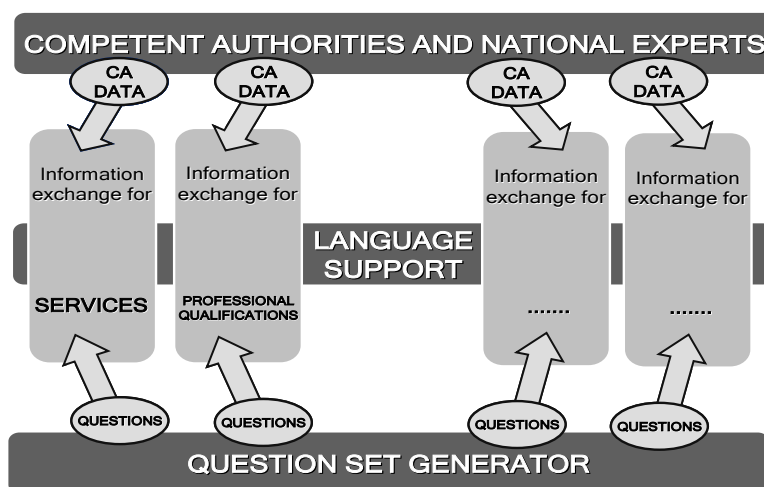 COMPETENT AUTHORITIES AND NATIONAL EXPERTS
CA
DATA
CA
DATA
CA
DATA
CA
DATA
Information
exchange for
Information
exchange for
Information
exchange for
Information
exchange for
LANGUAGE
SUPPORT
SERVICES
PROFESSIONAL
QUALIFICATIONS
.......
.......
QUESTIONS
QUESTIONS
QUESTIONS
QUESTIONS
QUESTION SET GENERATOR